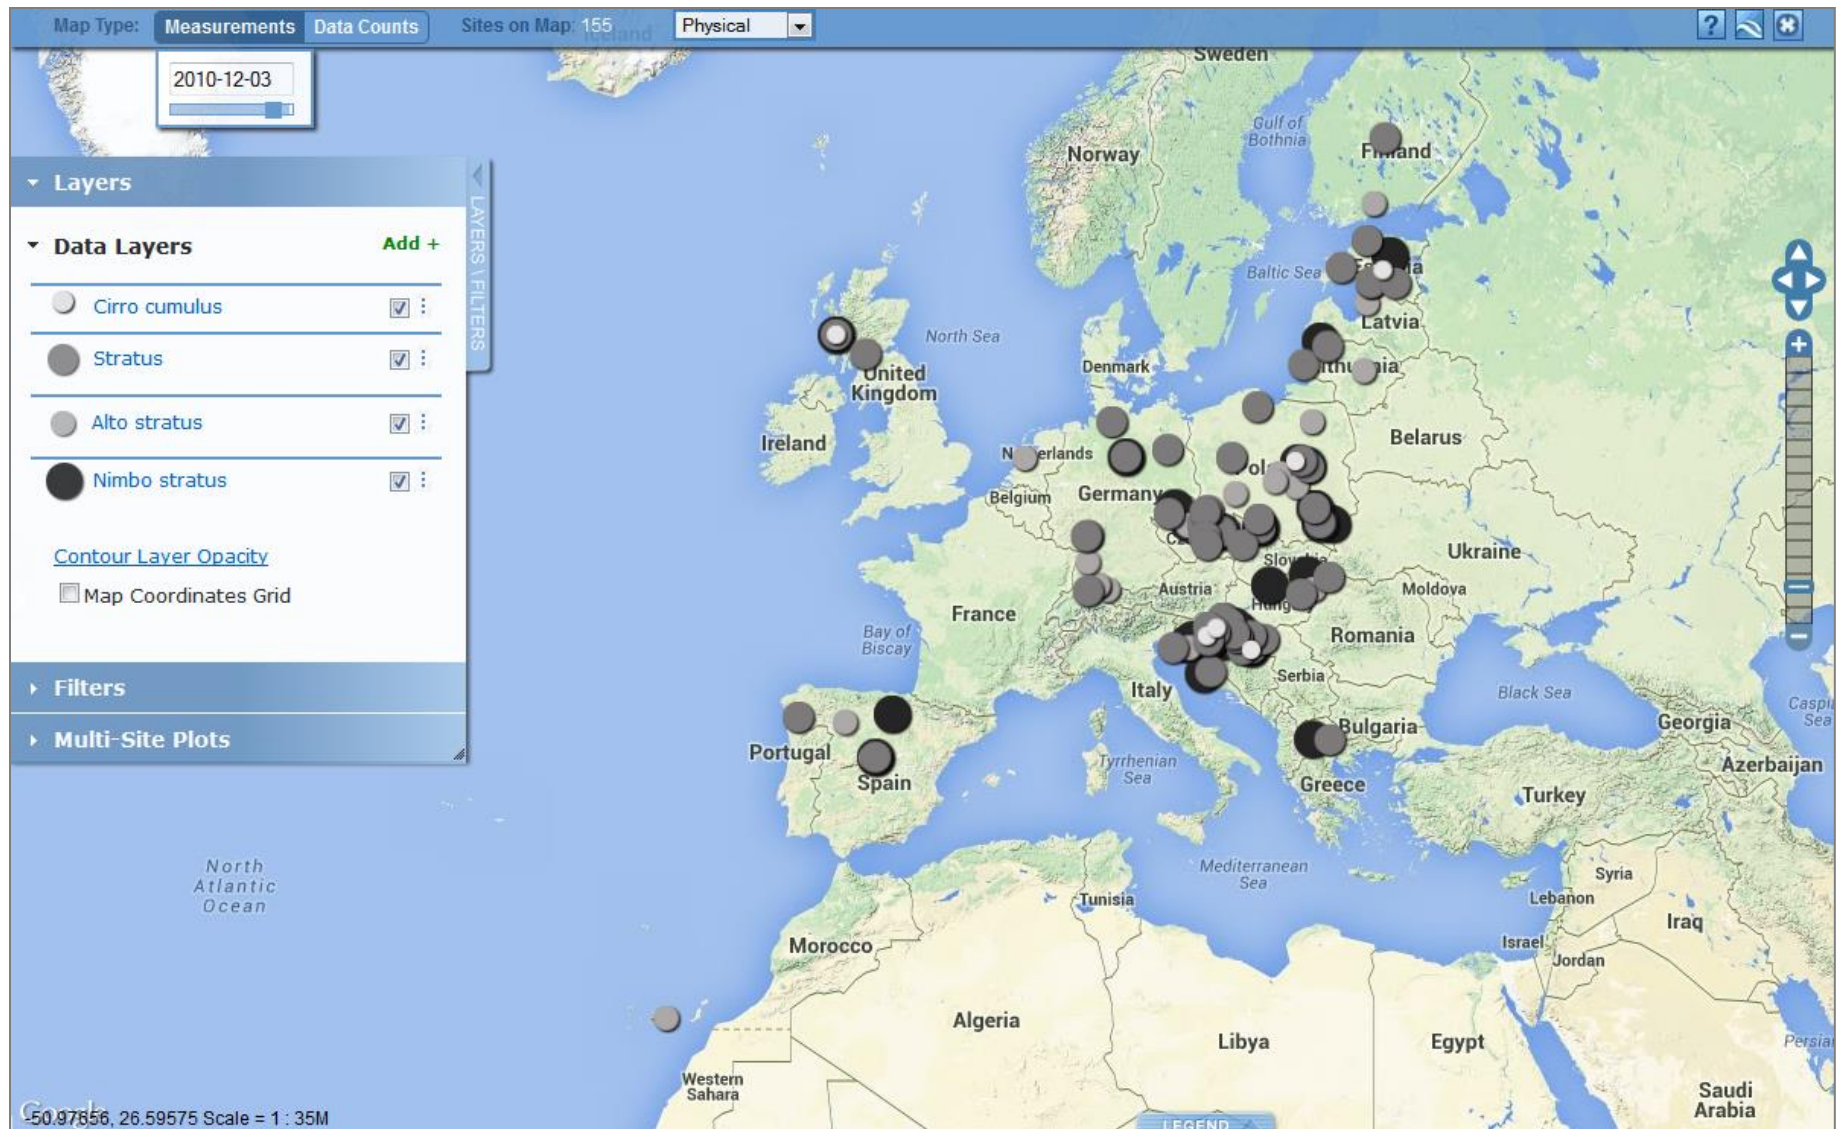 Map Type: Measurements Data Counts Sites on Map: 155 Physical ?
2010-12-03
Layers
Data Layers Add +
Cirro cumulus
Stratus
Alto stratus
Nimbo stratus
Contour Layer Opacity
Map Coordinates Grid
Filters
Multi-Site Plots
LAYERS \ FILTERS
Sweden
Gulf of
Bothnia
Norway
Baltic Sea
Latvia
North Sea
Denmark
United
Kingdom
Ireland
Belarus
Belgium
Germany
Ukraine
Austria
Moldova
France
Romania
Bay of
Biscay
Serbia
Italy
Black Sea
Georgia
Bulgaria
Portugal
Spain
Tyrrhenian
Sea
Greece
Azerbaijan
Turkey
North
Atlantic
Ocean
Mediterranean
Sea
Syria
Lebanon
Tunisia
Iraq
Israel
Morocco
Jordan
Algeria
Libya
Egypt
Western
Sahara
Saudi
Arabia
Google
-50.97656, 26.59575 Scale = 1 : 35M
LEGEND